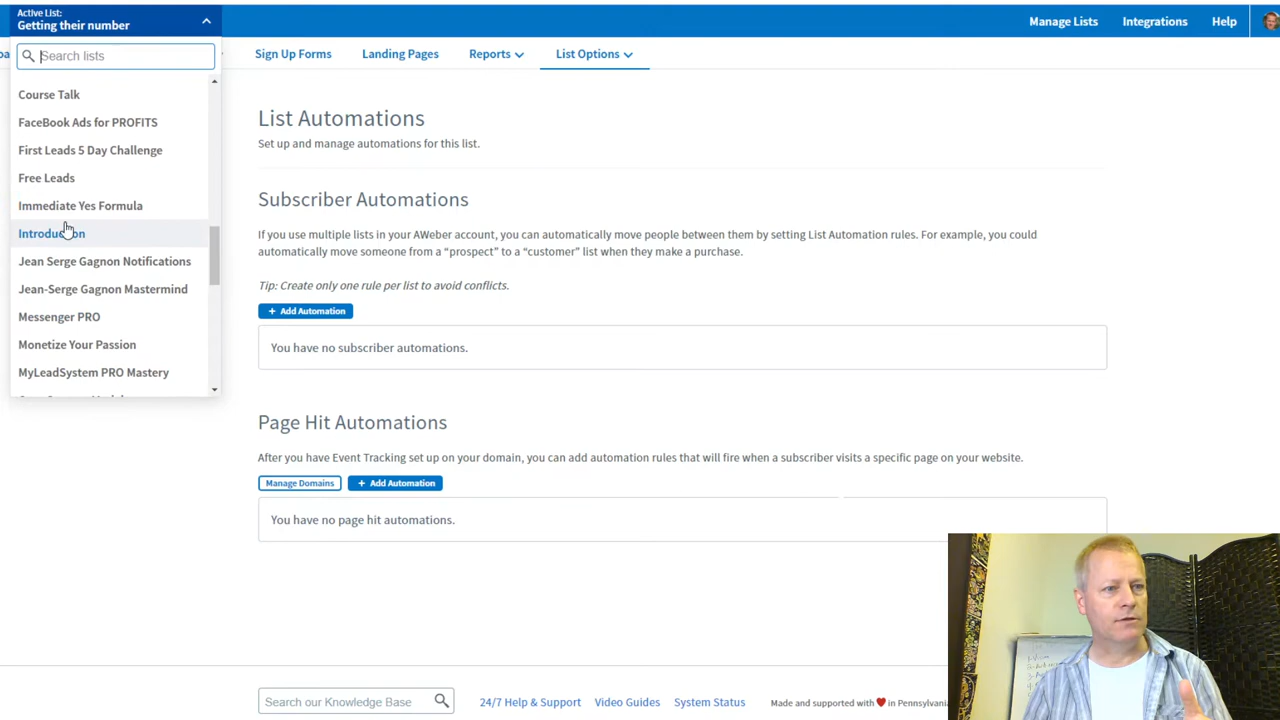 Active List:
Getting their number
Manage Lists
Integrations
Help
Search lists
Sign Up Forms
Landing Pages
Reports
List Options
Course Talk
FaceBook Ads for PROFITS
First Leads 5 Day Challenge
Free Leads
Immediate Yes Formula
Introduction
Jean Serge Gagnon Notifications
Jean-Serge Gagnon Mastermind
Messenger PRO
Monetize Your Passion
MyLeadSystem PRO Mastery
List Automations
Set up and manage automations for this list.
Subscriber Automations
If you use multiple lists in your AWeber account, you can automatically move people between them by setting List Automation rules. For example, you could
automatically move someone from a “prospect” to a “customer” list when they make a purchase.
Tip: Create only one rule per list to avoid conflicts.
+ Add Automation
You have no subscriber automations.
Page Hit Automations
After you have Event Tracking set up on your domain, you can add automation rules that will fire when a subscriber visits a specific page on your website.
Manage Domains
+ Add Automation
You have no page hit automations.
Search our Knowledge Base
24/7 Help & Support
Video Guides
System Status
Made and supported with ♥ in Pennsylvania